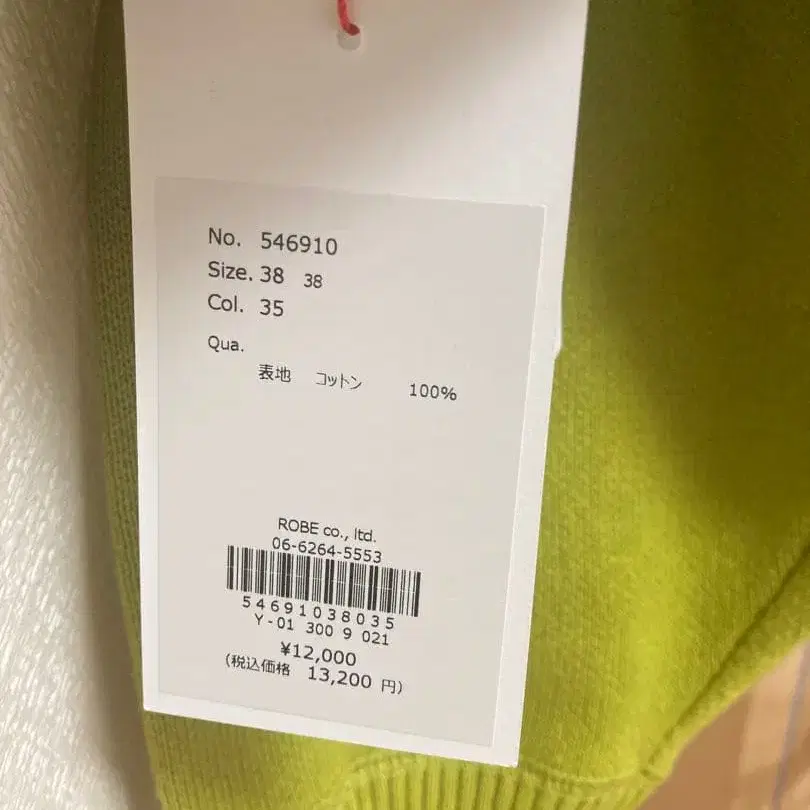 No. 546910
Size. 38 38
Col. 35
Qua.
表地 コットン 100%
ROBE co., ltd.
06-6264-5553
54691038035
Y-01 300 9 021
¥12,000
(税込価格 13,200 円)